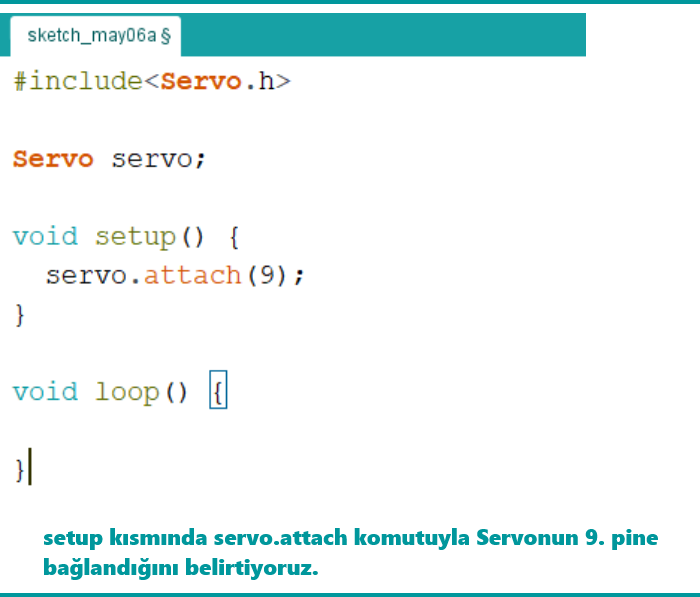 sketch_may06a §
#include<Servo.h>
Servo servo;
void setup() {
  servo.attach(9);
}
void loop() {
}
setup kısmında servo.attach komutuyla Servonun 9. pine
bağlandığını belirtiyoruz.